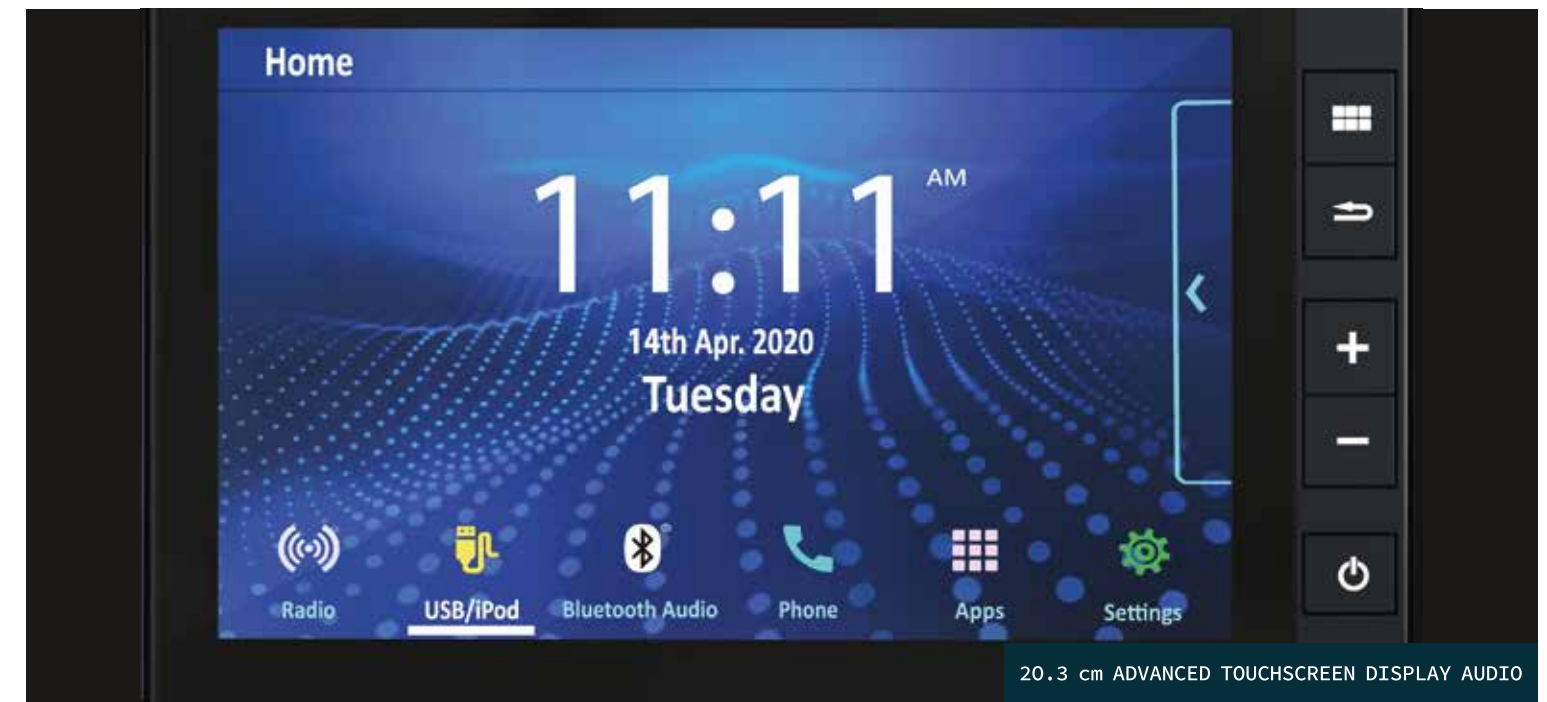 Home
11:11 AM
14th Apr. 2020
Tuesday
Radio USB/iPod Bluetooth Audio Phone Apps Settings
20.3 cm ADVANCED TOUCHSCREEN DISPLAY AUDIO